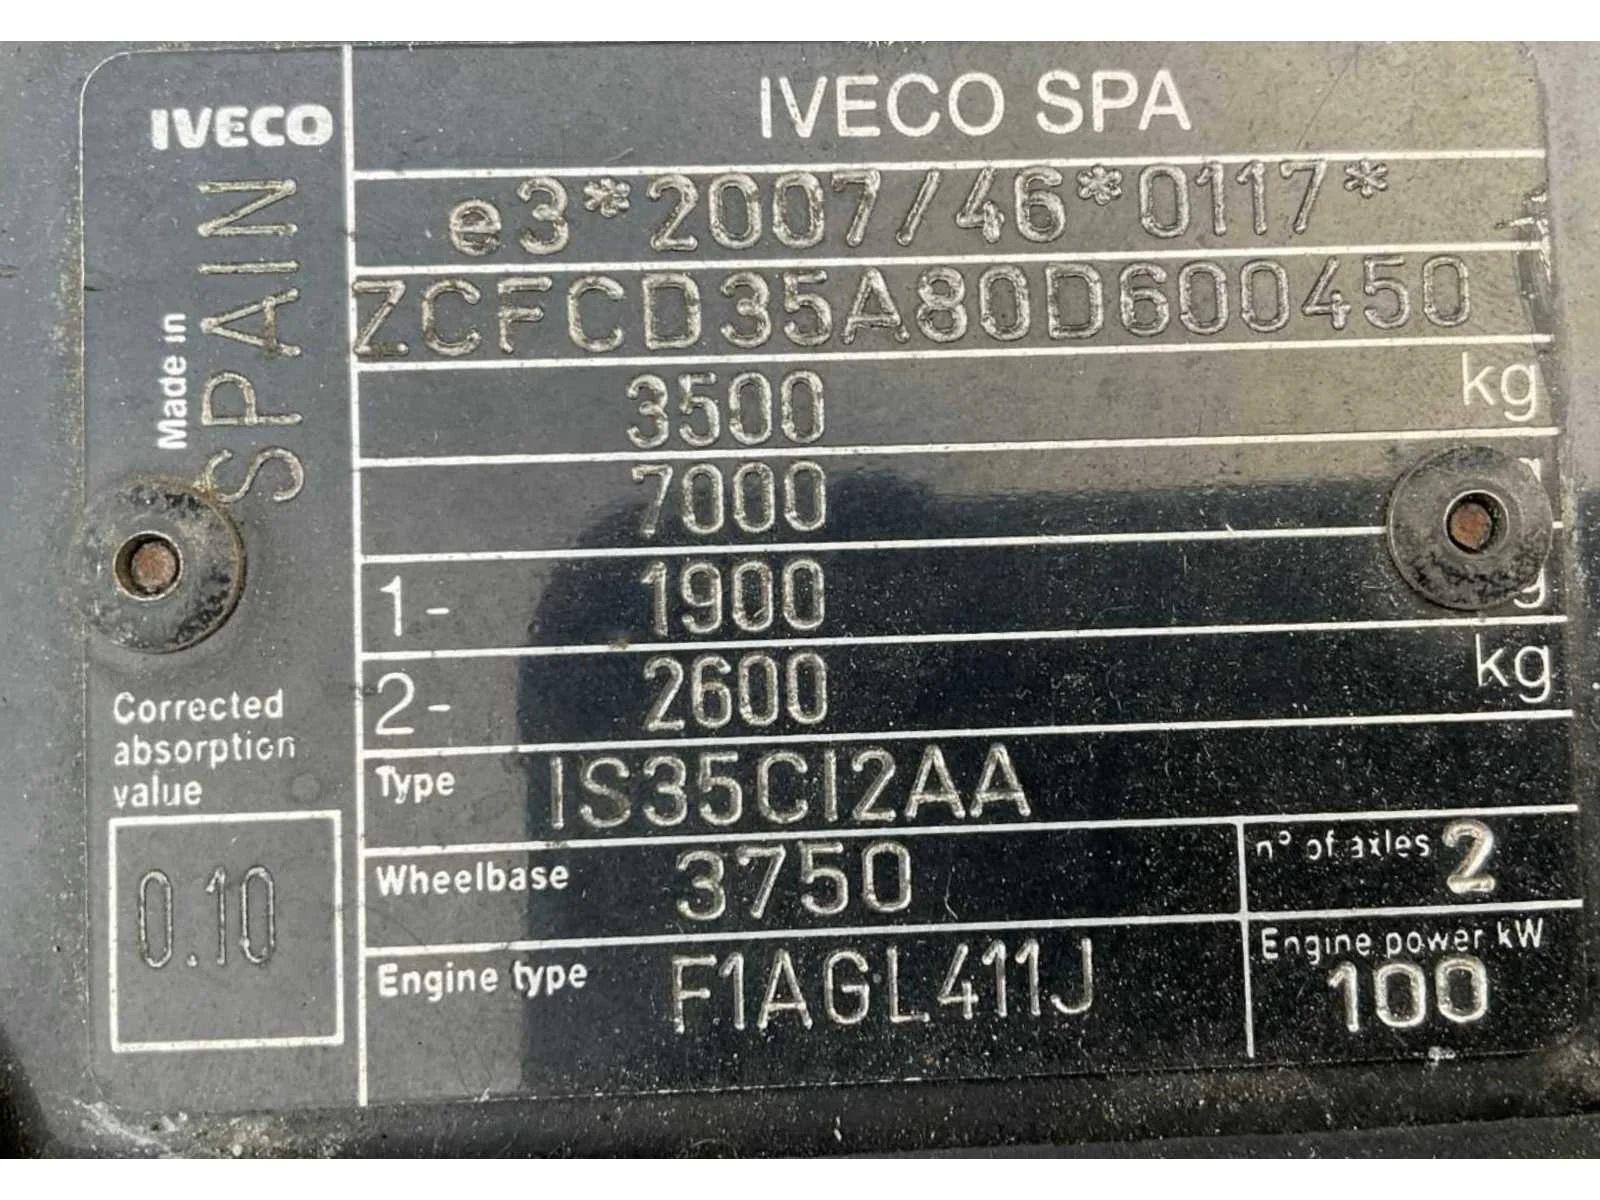 IVECO
Made in
SPAIN
Corrected
absorption
value
0.10
IVECO SPA
e3*2007/46*0117*
ZCFCD35A80D600450
3500 kg
7000
1- 1900
2- 2600 kg
Type IS35CI2AA
Wheelbase 3750
n° of axles 2
Engine type F1AGL411J
Engine power kW
100